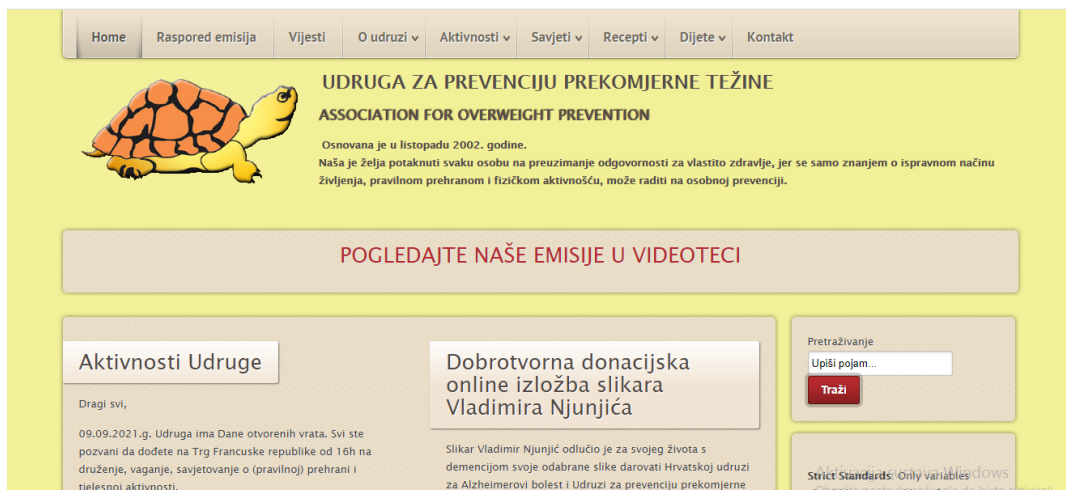 Home Raspored emisija Vijesti O udruzi Aktivnosti Savjeti Recepti Dijete Kontakt
UDRUGA ZA PREVENCIJU PREKOMJERNE TEŽINE
ASSOCIATION FOR OVERWEIGHT PREVENTION
Osnovana je u listopadu 2002. godine.
Naša je želja potaknuti svaku osobu na preuzimanje odgovornosti za vlastito zdravlje, jer se samo znanjem o ispravnom načinu
življenja, pravilnom prehranom i fizičkom aktivnošću, može raditi na osobnoj prevenciji.
POGLEDAJTE NAŠE EMISIJE U VIDEOTECI
Aktivnosti Udruge
Dragi svi,
09.09.2021.g. Udruga ima Dane otvorenih vrata. Svi ste
pozvani da dođete na Trg Francuske republike od 16h na
druženje, vaganje, savjetovanje o (pravilnoj) prehrani i
tjelesnoj aktivnosti.
Dobrotvorna donacijska
online izložba slikara
Vladimira Njunjića
Slikar Vladimir Njunjić odlučio je za svojeg života s
demencijom svoje odabrane slike darovati Hrvatskoj udruzi
za Alzheimerovi bolest i Udruzi za prevenciju prekomjerne
Pretraživanje
Upiši pojam...
Traži
Strict Standards: Only variables
Aktivacija sustava Windows